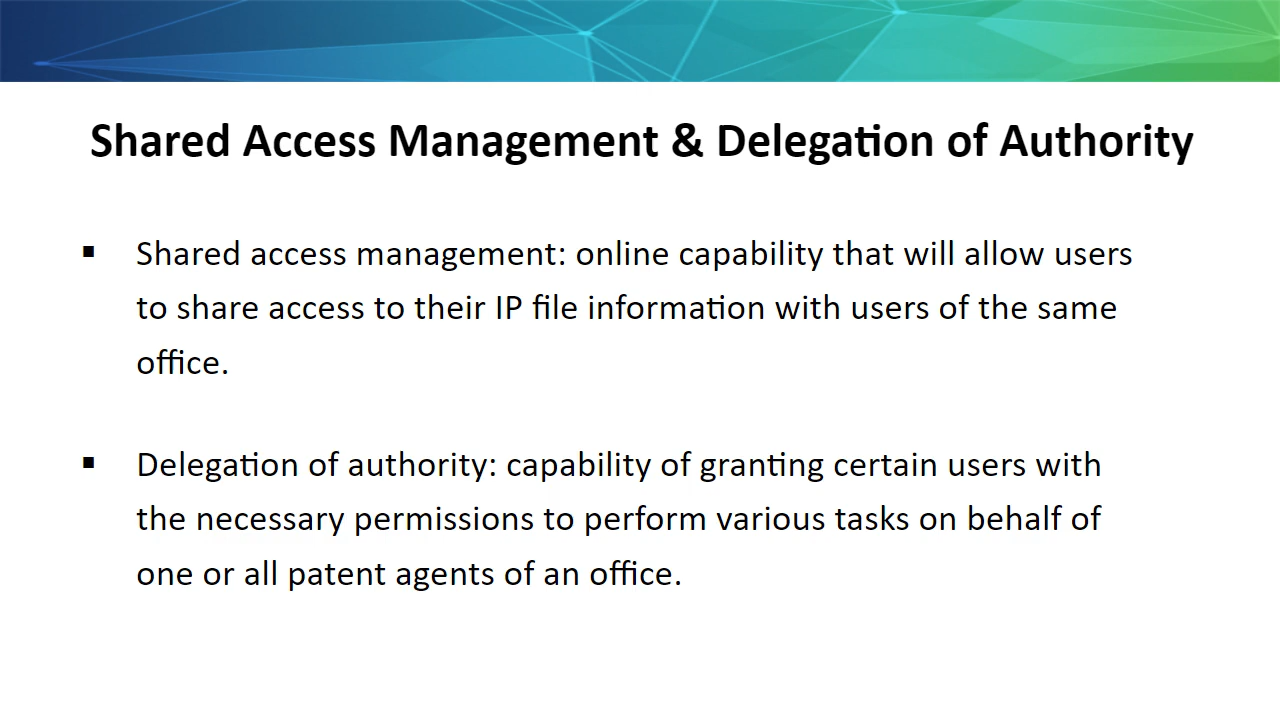 Shared Access Management & Delegation of Authority
▪ Shared access management: online capability that will allow users
to share access to their IP file information with users of the same
office.
▪ Delegation of authority: capability of granting certain users with
the necessary permissions to perform various tasks on behalf of
one or all patent agents of an office.